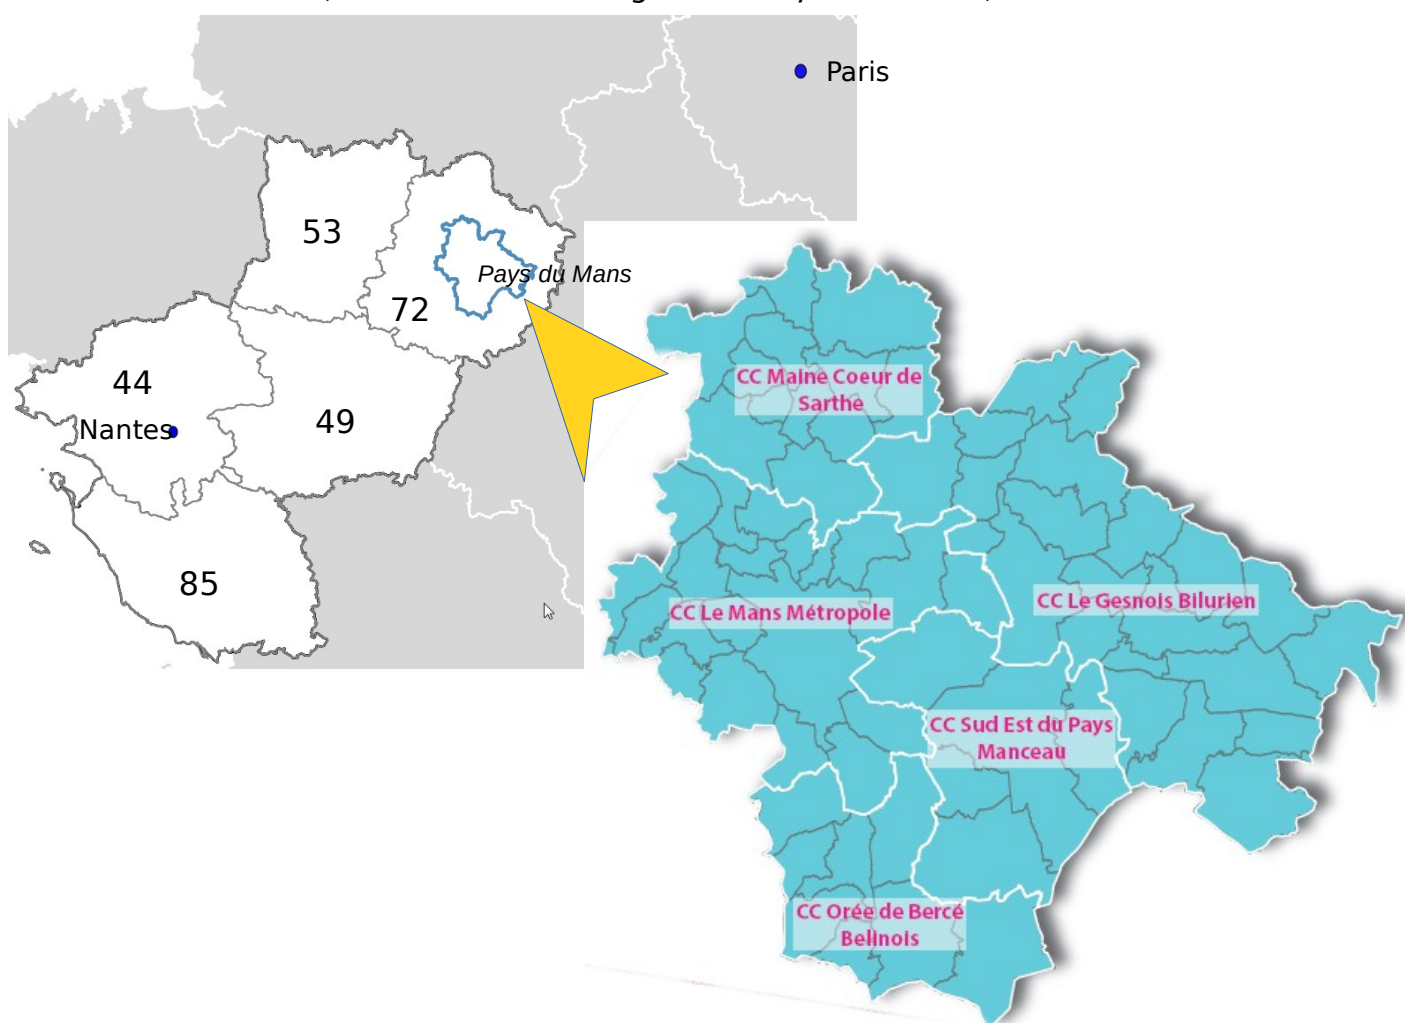 Paris
53
Pays du Mans
72
44
Nantes
49
85
CC Maine Coeur de
Sarthe
CC Le Mans Métropole
CC Le Gesnois Bilurien
CC Sud Est du Pays
Manceau
CC Orée de Bercé
Belinois